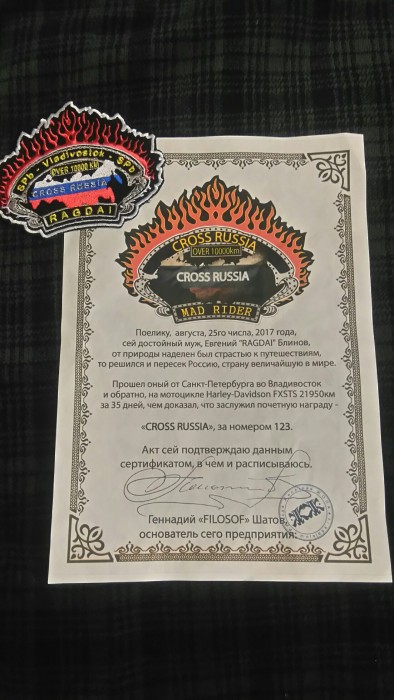 SPb - Vladivostok - SPb
OVER 10000 KM
CROSS RUSSIA
RAGDAI
CROSS RUSSIA
OVER 10000km
CROSS RUSSIA
MAD RIDER
Поелику, августа, 25го числа, 2017 года,
сей достойный муж, Евгений "RAGDAI" Блинов,
от природы наделен был страстью к путешествиям,
то решился и пересек Россию, страну величайшую в мире.
Прошел оный от Санкт-Петербурга во Владивосток
и обратно, на мотоцикле Harley-Davidson FXSTS 21950км
за 35 дней, чем доказал, что заслужил почетную награду -
«CROSS RUSSIA», за номером 123.
Акт сей подтверждаю данным
сертификатом, в чем и расписываюсь.
Геннадий «FILOSOF» Шатов,
основатель сего предприятия.